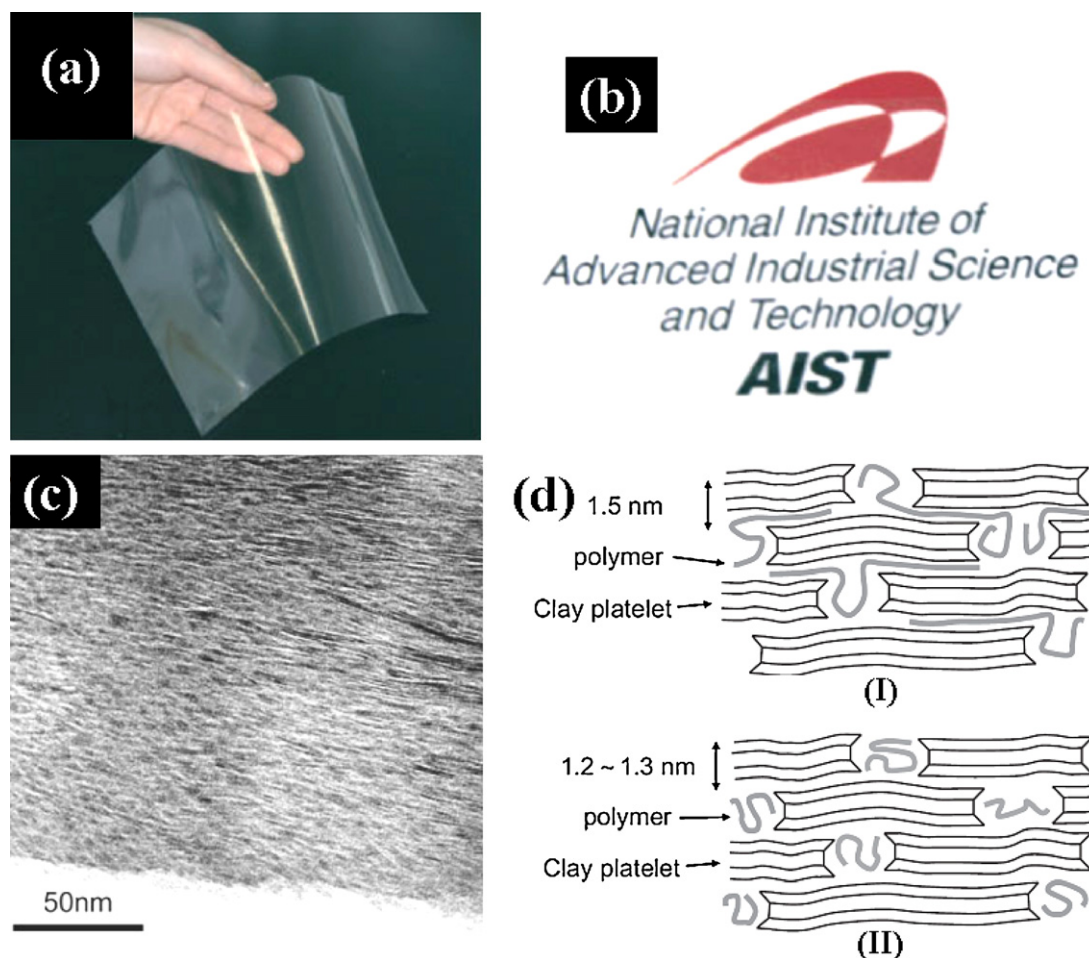 (a)
(b)
National Institute of
Advanced Industrial Science
and Technology
AIST
(c)
50nm
(d)
1.5 nm
polymer
Clay platelet
(I)
1.2 ~ 1.3 nm
polymer
Clay platelet
(II)